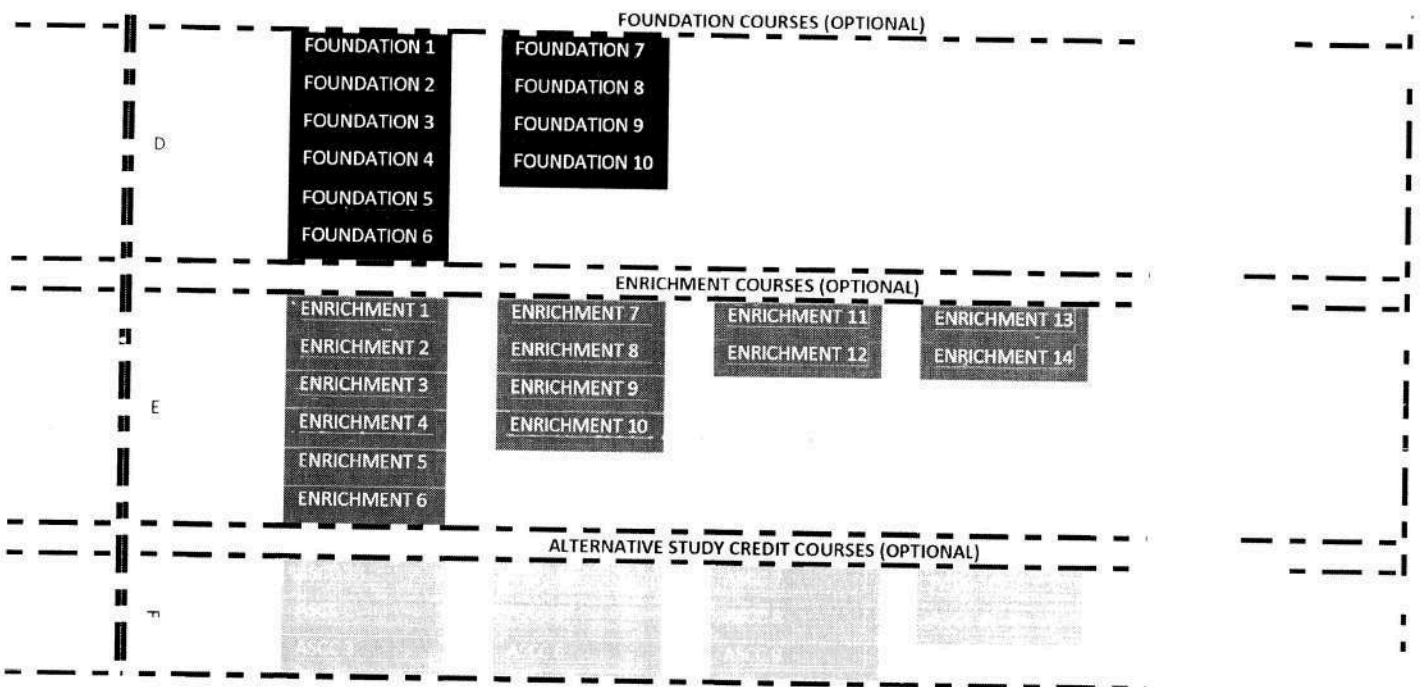 FOUNDATION COURSES (OPTIONAL)
D
FOUNDATION 1
FOUNDATION 2
FOUNDATION 3
FOUNDATION 4
FOUNDATION 5
FOUNDATION 6
FOUNDATION 7
FOUNDATION 8
FOUNDATION 9
FOUNDATION 10
ENRICHMENT COURSES (OPTIONAL)
E
ENRICHMENT 1
ENRICHMENT 2
ENRICHMENT 3
ENRICHMENT 4
ENRICHMENT 5
ENRICHMENT 6
ENRICHMENT 7
ENRICHMENT 8
ENRICHMENT 9
ENRICHMENT 10
ENRICHMENT 11
ENRICHMENT 12
ENRICHMENT 13
ENRICHMENT 14
ALTERNATIVE STUDY CREDIT COURSES (OPTIONAL)
F
ASCC 3